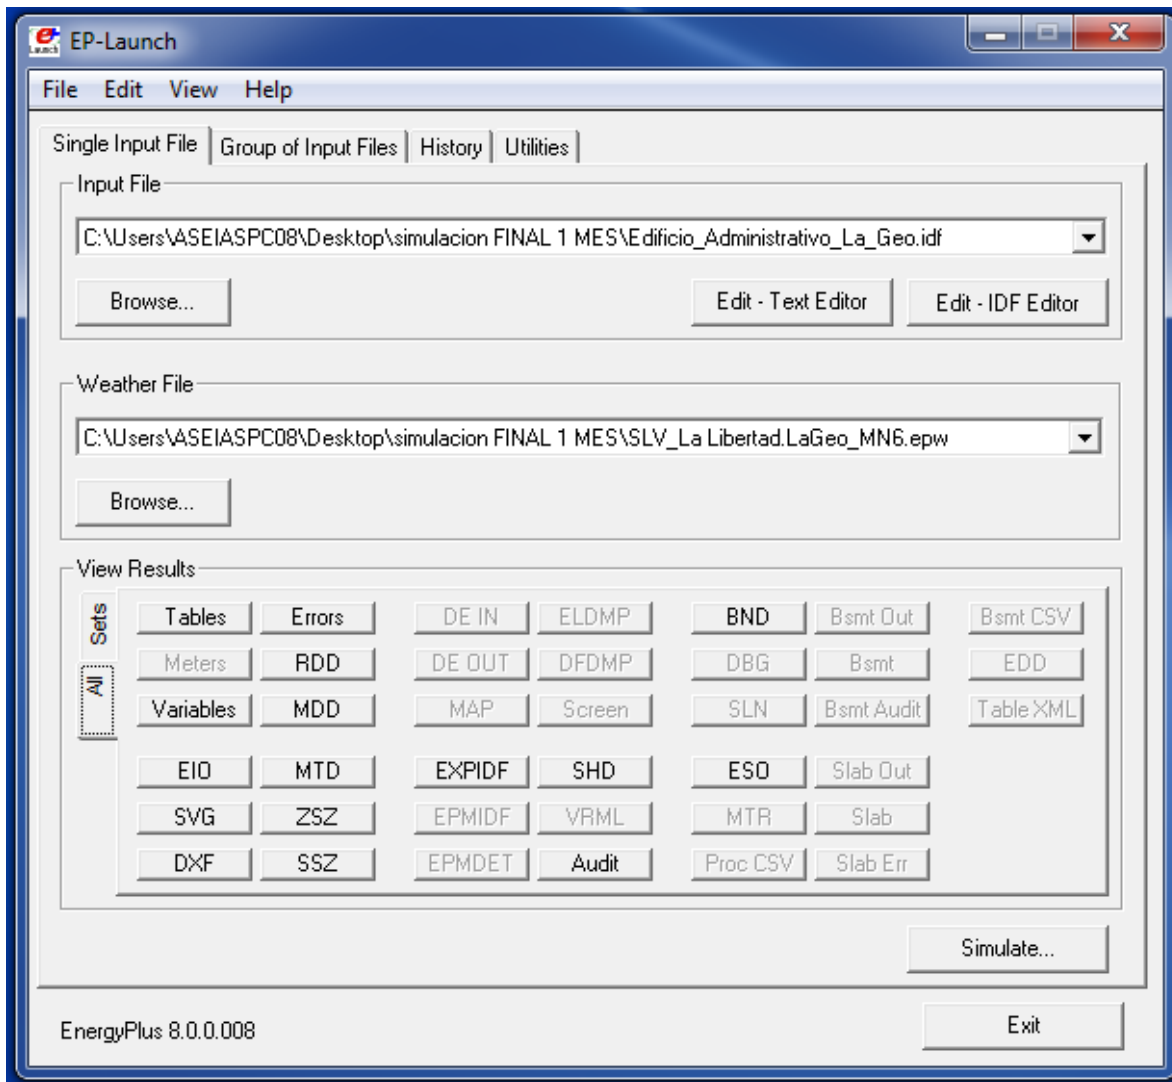 EP-Launch
File Edit View Help
Single Input File Group of Input Files History Utilities
Input File
C:\Users\ASEIASPC08\Desktop\simulacion FINAL 1 MES\Edificio_Administrativo_La_Geo.idf
Browse... Edit - Text Editor Edit - IDF Editor
Weather File
C:\Users\ASEIASPC08\Desktop\simulacion FINAL 1 MES\SLV_La Libertad.LaGeo_MN6.epw
Browse...
View Results
Sets
All
Tables Errors DE IN ELDMP BND Bsmt Out Bsmt CSV
Meters RDD DE OUT DFDMP DBG Bsmt EDD
Variables MDD MAP Screen SLN Bsmt Audit Table XML
EIO MTD EXPIDF SHD ESO Slab Out
SVG ZSZ EPMIDF VRML MTR Slab
DXF SSZ EPMDET Audit Proc CSV Slab Err
Simulate...
EnergyPlus 8.0.0.008 Exit